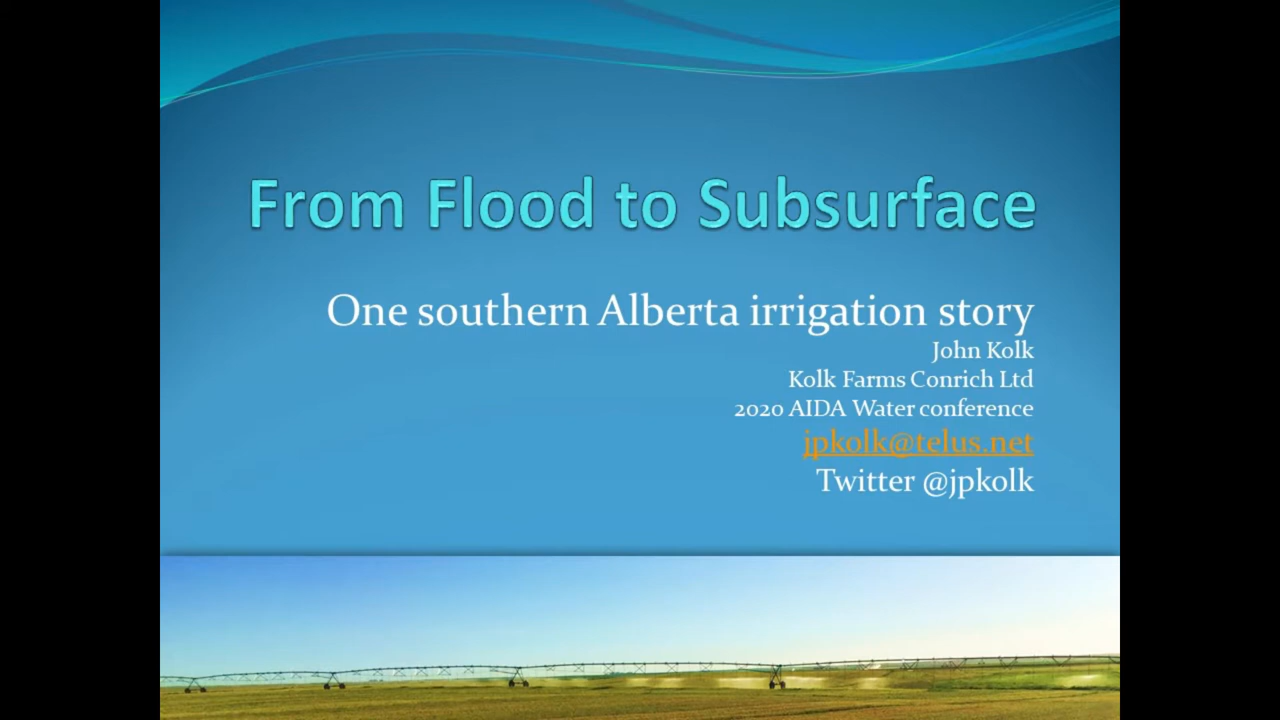 From Flood to Subsurface
One southern Alberta irrigation story
John Kolk
Kolk Farms Conrich Ltd
2020 AIDA Water conference
jpkolk@telus.net
Twitter @jpkolk